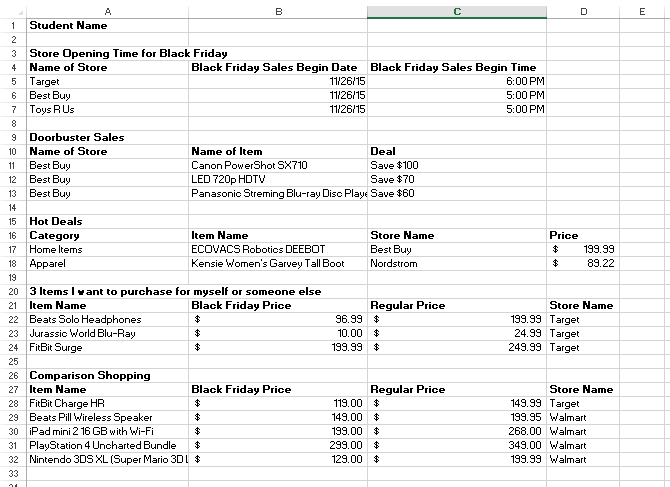 A B C D E
1 Student Name
2
3 Store Opening Time for Black Friday
4 Name of Store Black Friday Sales Begin Date Black Friday Sales Begin Time
5 Target 11/26/15 6:00 PM
6 Best Buy 11/26/15 5:00 PM
7 Toys R Us 11/26/15 5:00 PM
8
9 Doorbuster Sales
10 Name of Store Name of Item Deal
11 Best Buy Canon PowerShot SX710 Save $100
12 Best Buy LED 720p HDTV Save $70
13 Best Buy Panasonic Streming Blu-ray Disc Playe Save $60
14
15 Hot Deals
16 Category Item Name Store Name Price
17 Home Items ECOVACS Robotics DEEBOT Best Buy $ 199.99
18 Apparel Kensie Women's Garvey Tall Boot Nordstrom $ 89.22
19
20 3 Items I want to purchase for myself or someone else
21 Item Name Black Friday Price Regular Price Store Name
22 Beats Solo Headphones $ 96.99 $ 199.99 Target
23 Jurassic World Blu-Ray $ 10.00 $ 24.99 Target
24 FitBit Surge $ 199.99 $ 249.99 Target
25
26 Comparison Shopping
27 Item Name Black Friday Price Regular Price Store Name
28 FitBit Charge HR $ 119.00 $ 149.99 Target
29 Beats Pill Wireless Speaker $ 149.00 $ 199.95 Walmart
30 iPad mini 2 16 GB with Wi-Fi $ 199.00 $ 268.00 Walmart
31 PlayStation 4 Uncharted Bundle $ 299.00 $ 349.00 Walmart
32 Nintendo 3DS XL (Super Mario 3D L $ 129.00 $ 199.99 Walmart
33